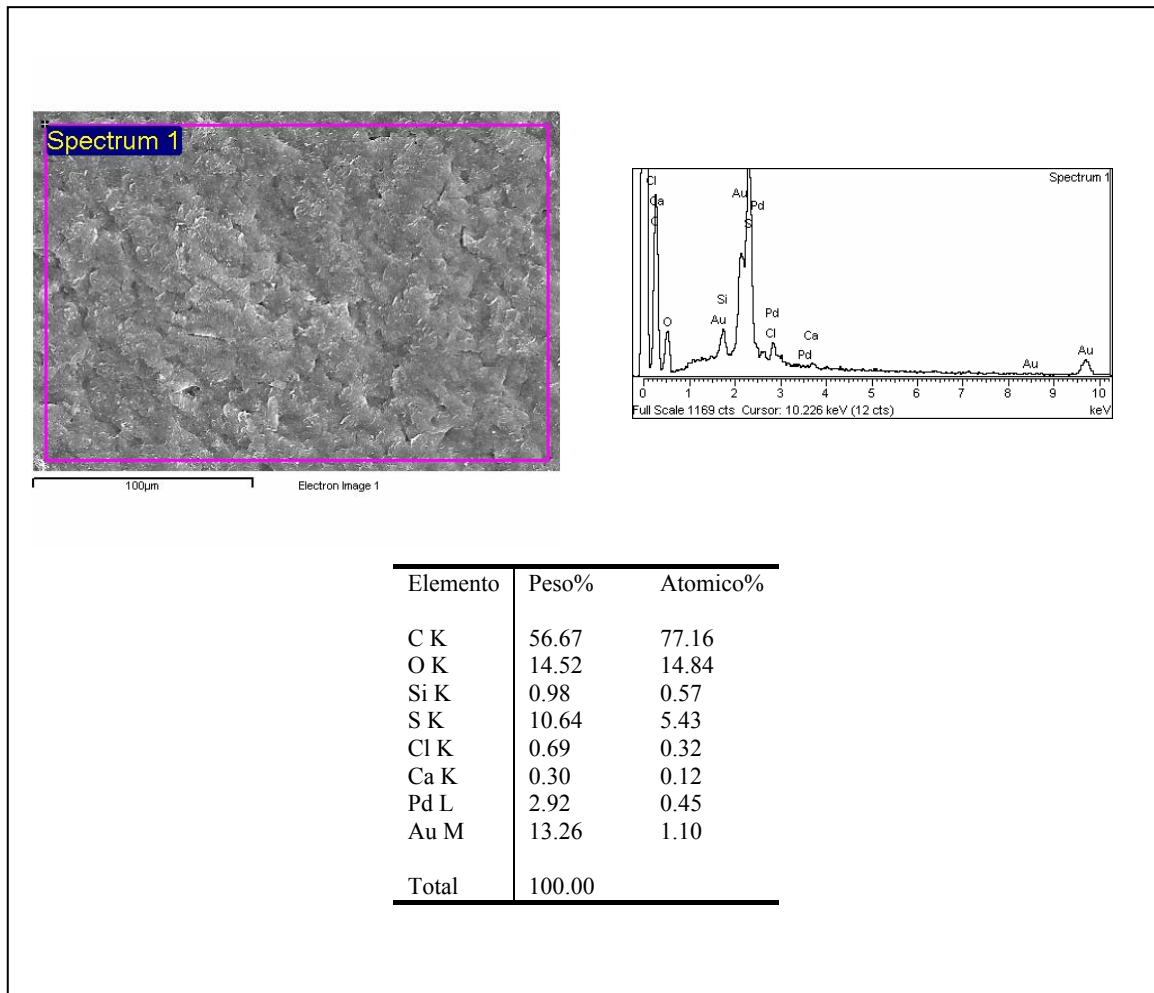 Spectrum 1
100µm Electron Image 1
Spectrum 1
Cl
Ca
C
O
Si
Au
Au
Pd
S
Pd
Cl
Ca
Pd
Au
Au
0 1 2 3 4 5 6 7 8 9 10
Full Scale 1169 cts Cursor: 10.226 keV (12 cts) keV
Elemento Peso% Atomico%
C K 56.67 77.16
O K 14.52 14.84
Si K 0.98 0.57
S K 10.64 5.43
Cl K 0.69 0.32
Ca K 0.30 0.12
Pd L 2.92 0.45
Au M 13.26 1.10
Total 100.00